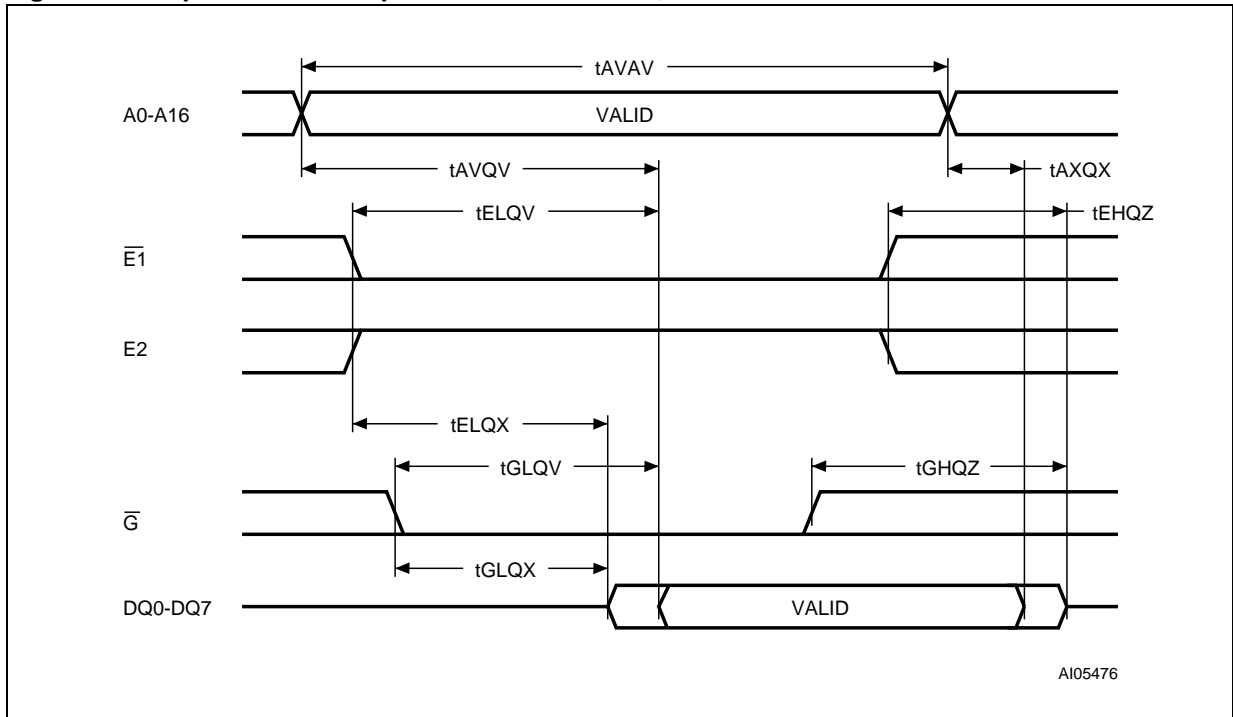 tAVAV
A0-A16
VALID
tAVQV
tAXQX
tELQV
tEHQZ
E1
E2
tELQX
tGLQV
tGHQZ
G
tGLQX
DQ0-DQ7
VALID
AI05476